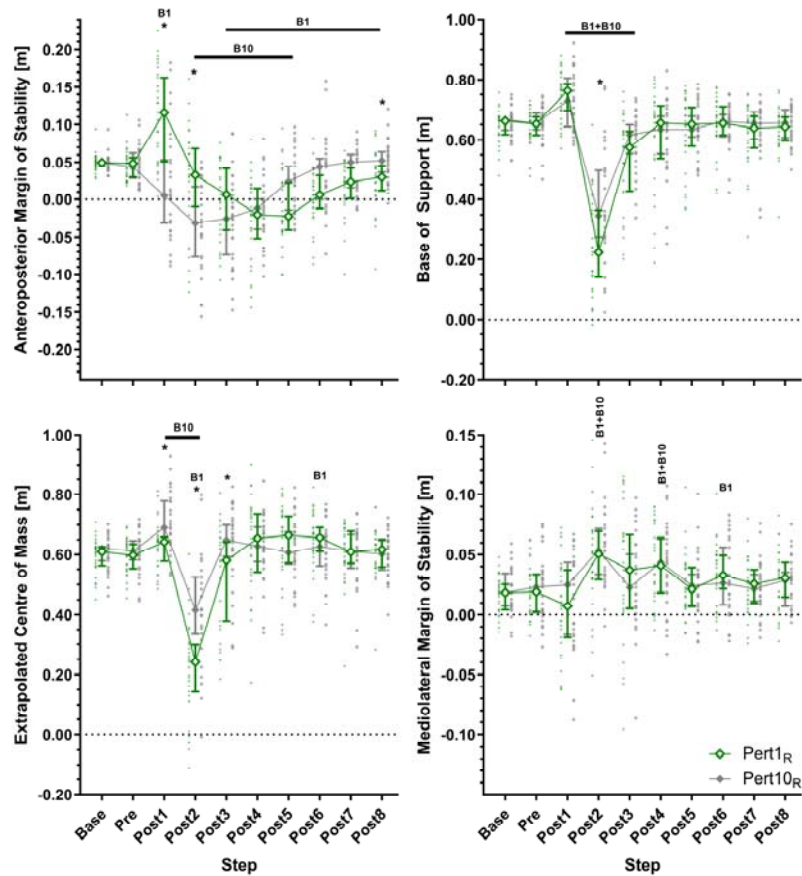 B1
*
B1
B10
*
*
0.25
0.20
0.15
0.10
0.05
0.00
-0.05
-0.10
-0.15
-0.20
Anteroposterior Margin of Stability [m]
B1+B10
*
1.00
0.80
0.60
0.40
0.20
0.00
-0.20
Base of Support [m]
B10
*
B1
*
*
B1
1.00
0.80
0.60
0.40
0.20
0.00
-0.20
Extrapolated Centre of Mass [m]
Base
Pre
Post1
Post2
Post3
Post4
Post5
Post6
Post7
Post8
Step
B1+B10
B1+B10
B1
0.15
0.10
0.05
0.00
-0.05
-0.10
Mediolateral Margin of Stability [m]
Pert1R
Pert10R
Base
Pre
Post1
Post2
Post3
Post4
Post5
Post6
Post7
Post8
Step